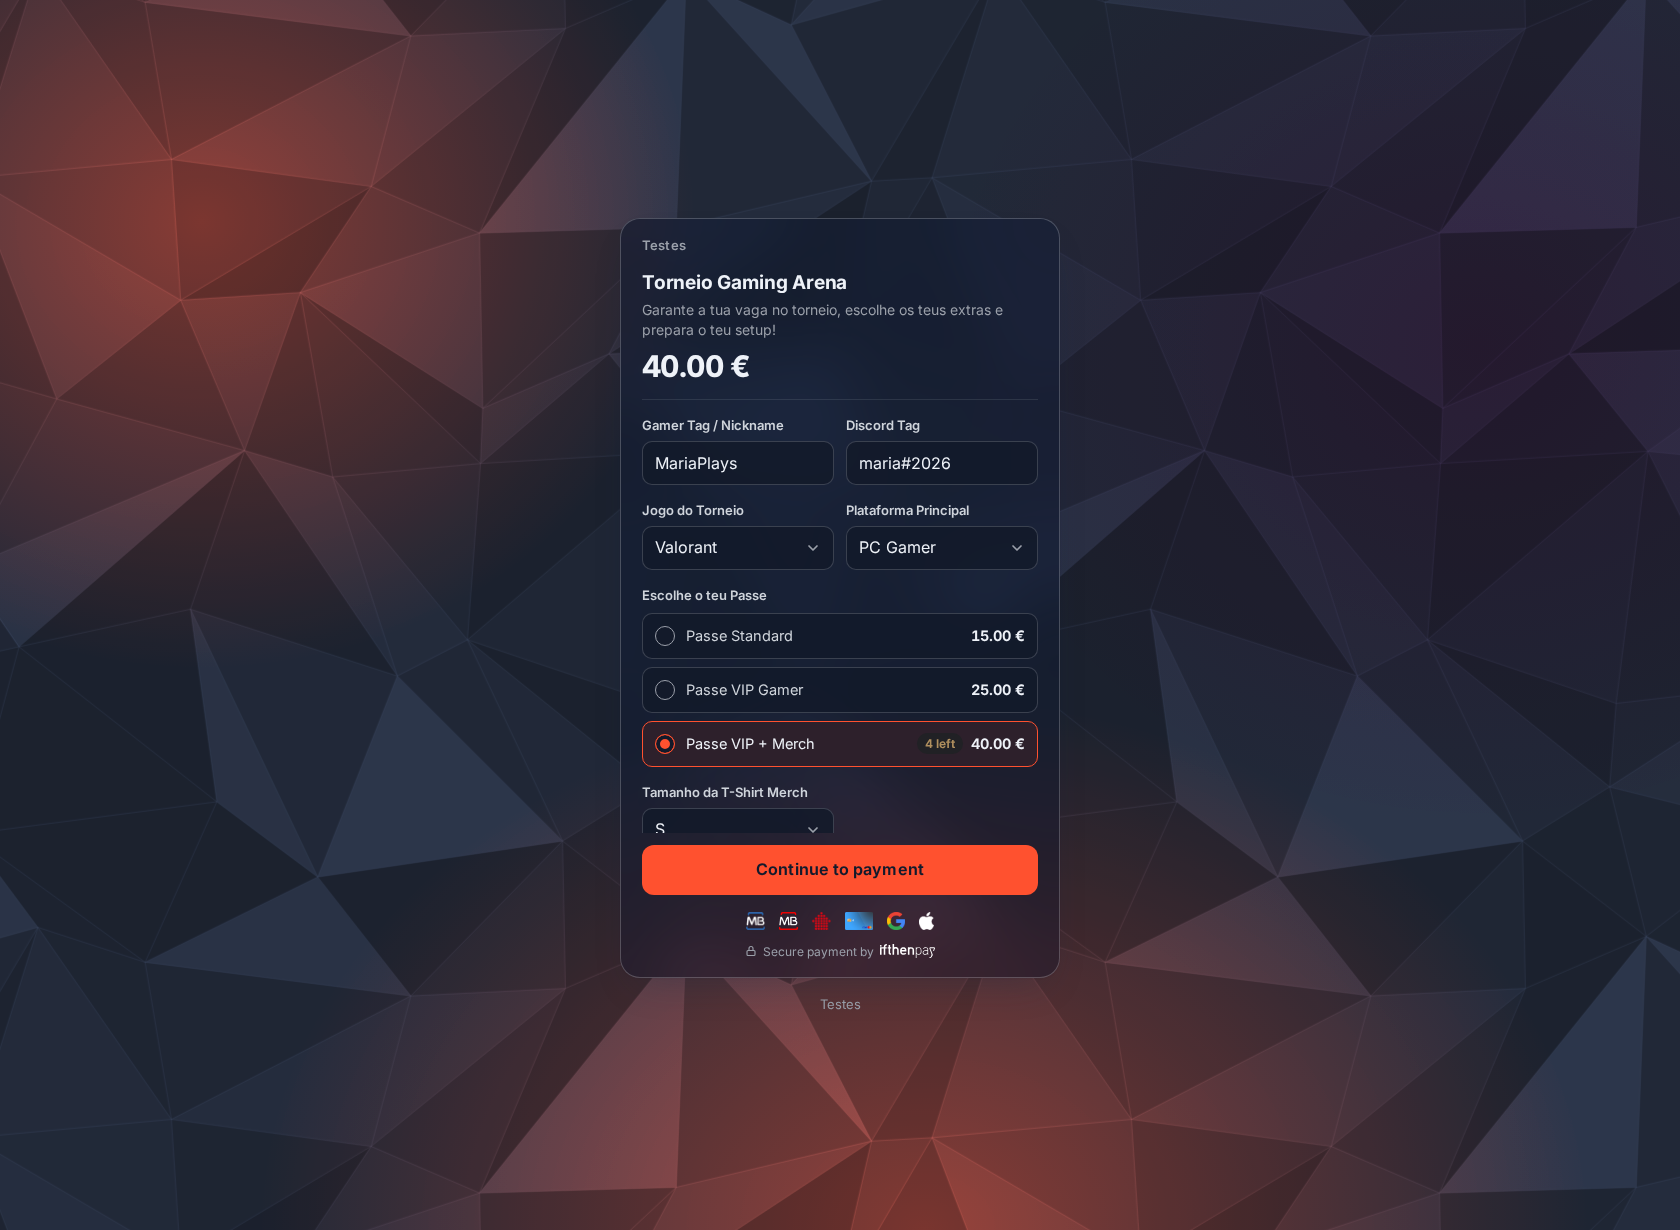 Testes
Torneio Gaming Arena
Garante a tua vaga no torneio, escolhe os teus extras e
prepara o teu setup!
40.00 €
Gamer Tag / Nickname
Discord Tag
MariaPlays
maria#2026
Jogo do Torneio
Plataforma Principal
Valorant
PC Gamer
Escolhe o teu Passe
Passe Standard 15.00 €
Passe VIP Gamer 25.00 €
Passe VIP + Merch 4 left 40.00 €
Tamanho da T-Shirt Merch
S
Continue to payment
MB MB
Secure payment by ifthenpay
Testes